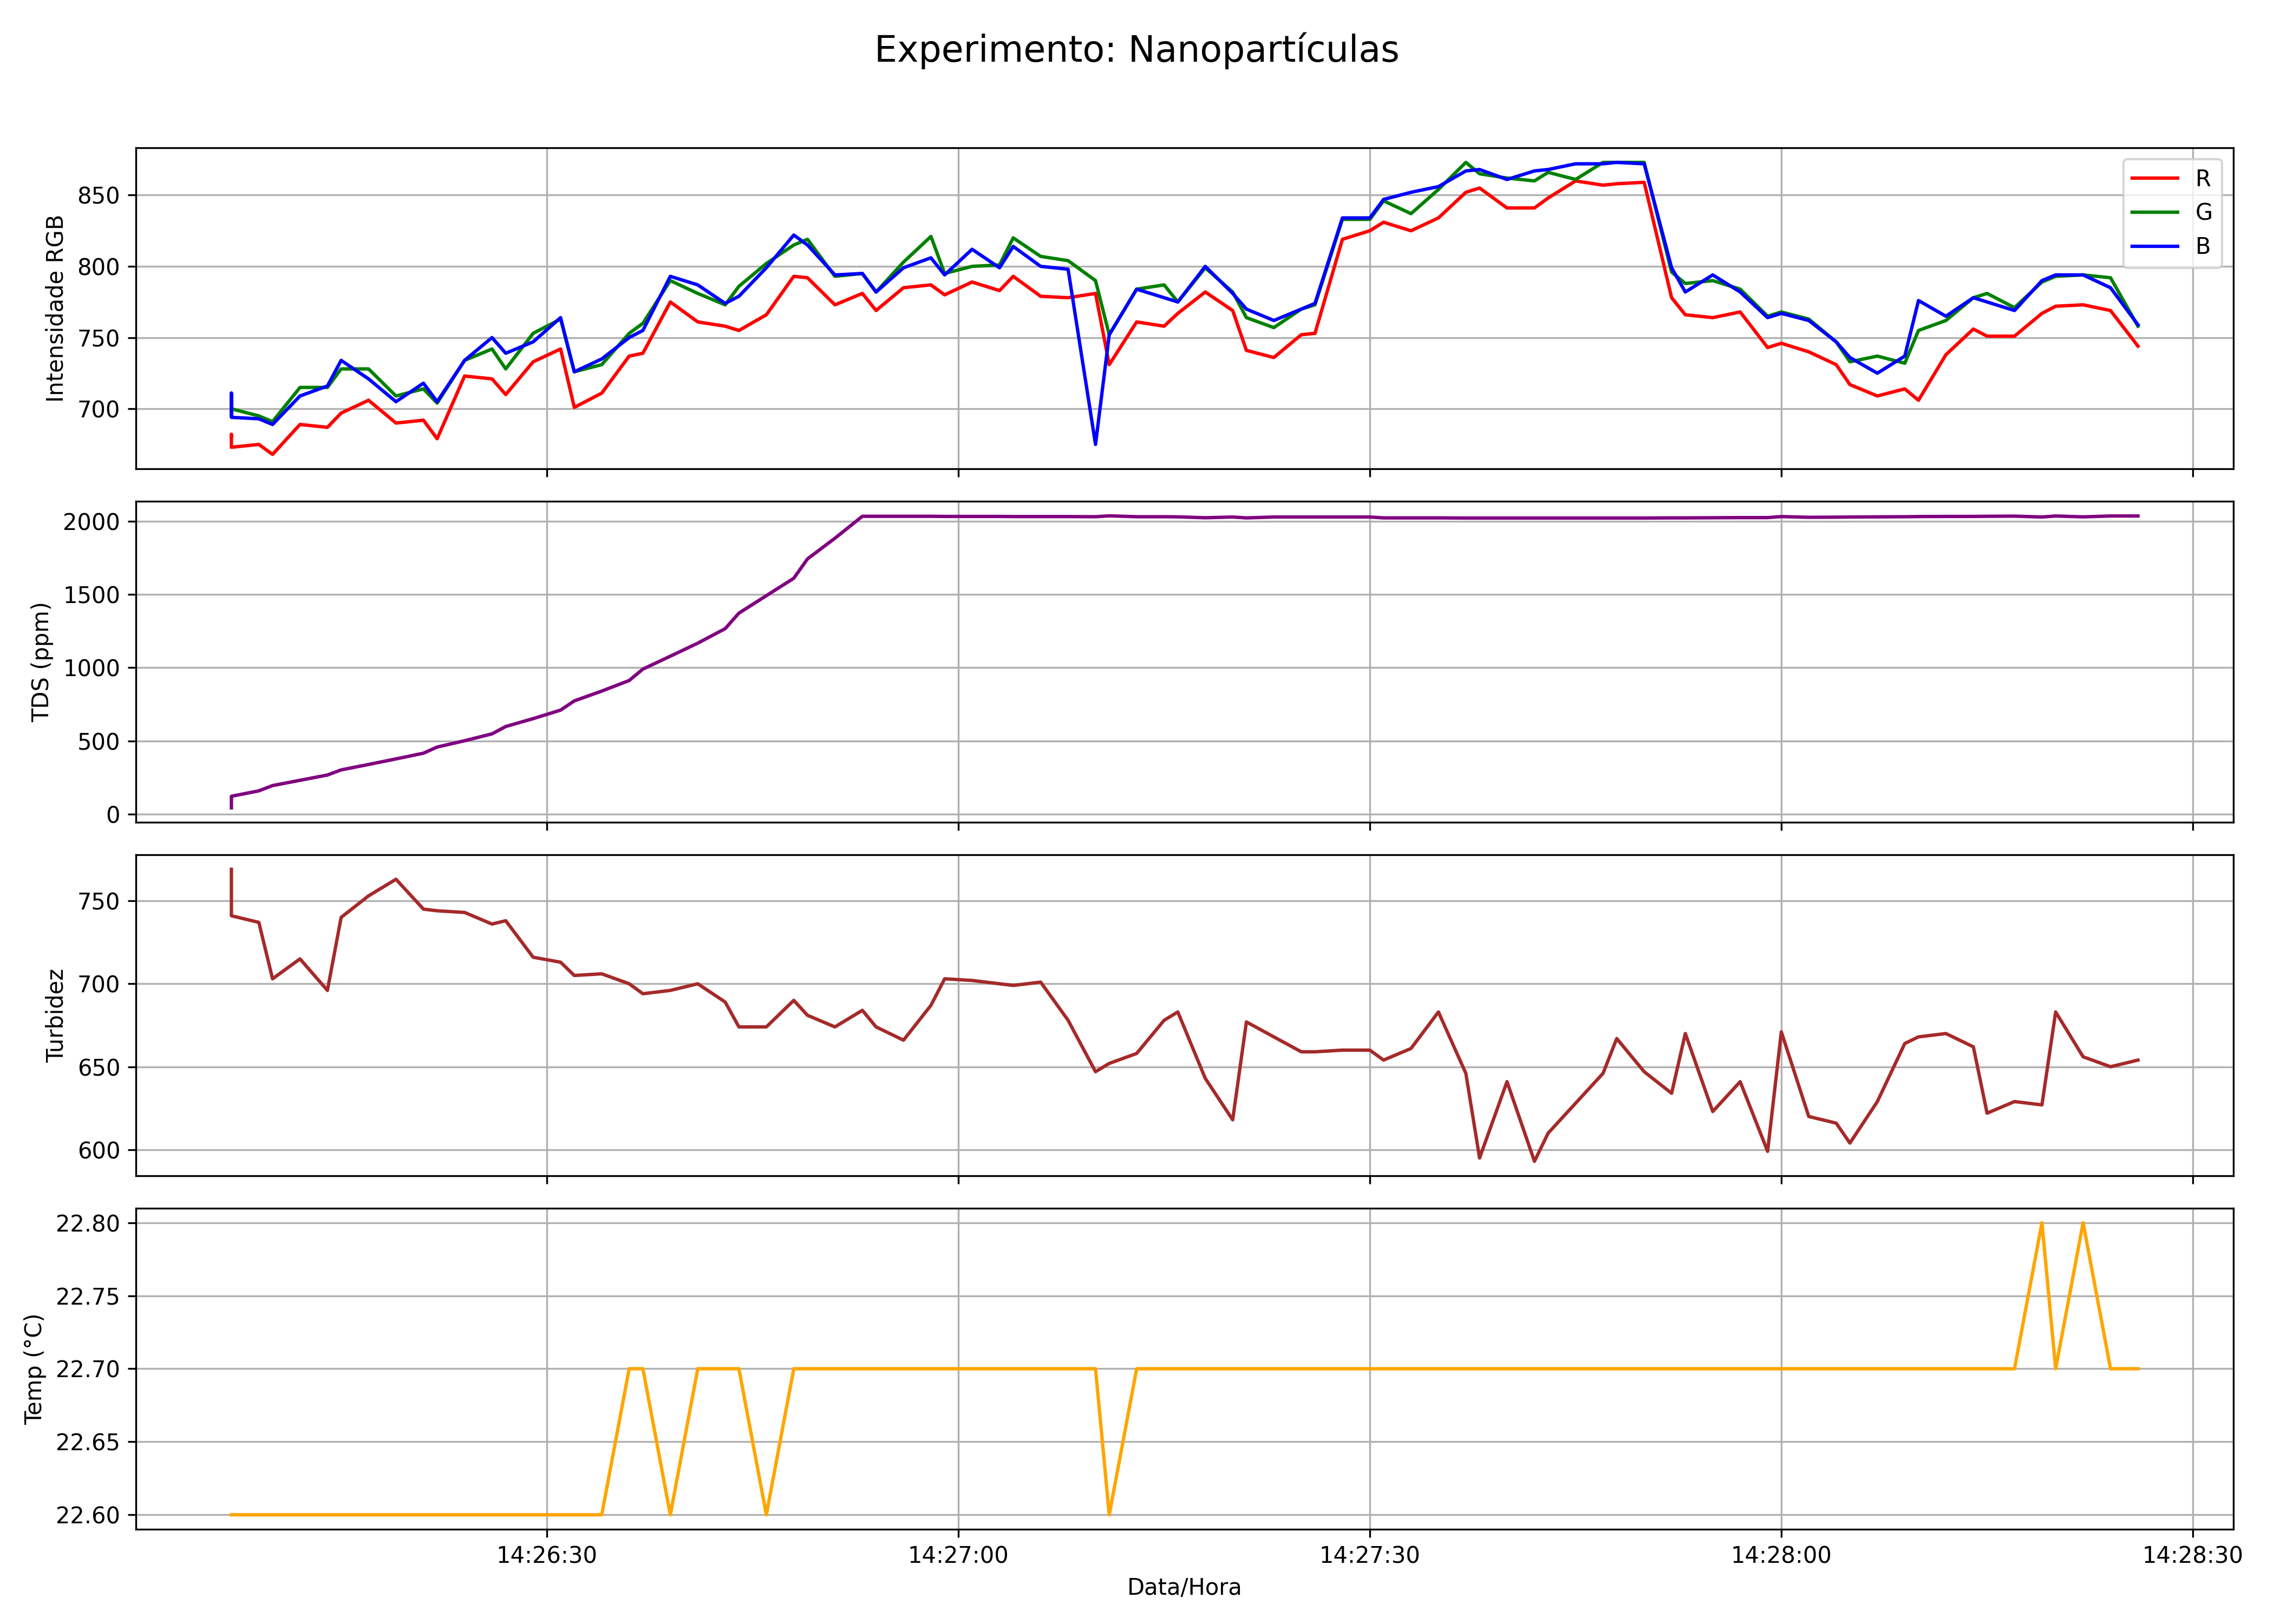 Experimento: Nanopartículas
Intensidade RGB
850
800
750
700
R
G
B
TDS (ppm)
2000
1500
1000
500
0
Turbidez
750
700
650
600
Temp (°C)
22.80
22.75
22.70
22.65
22.60
14:26:30
14:27:00
14:27:30
14:28:00
14:28:30
Data/Hora